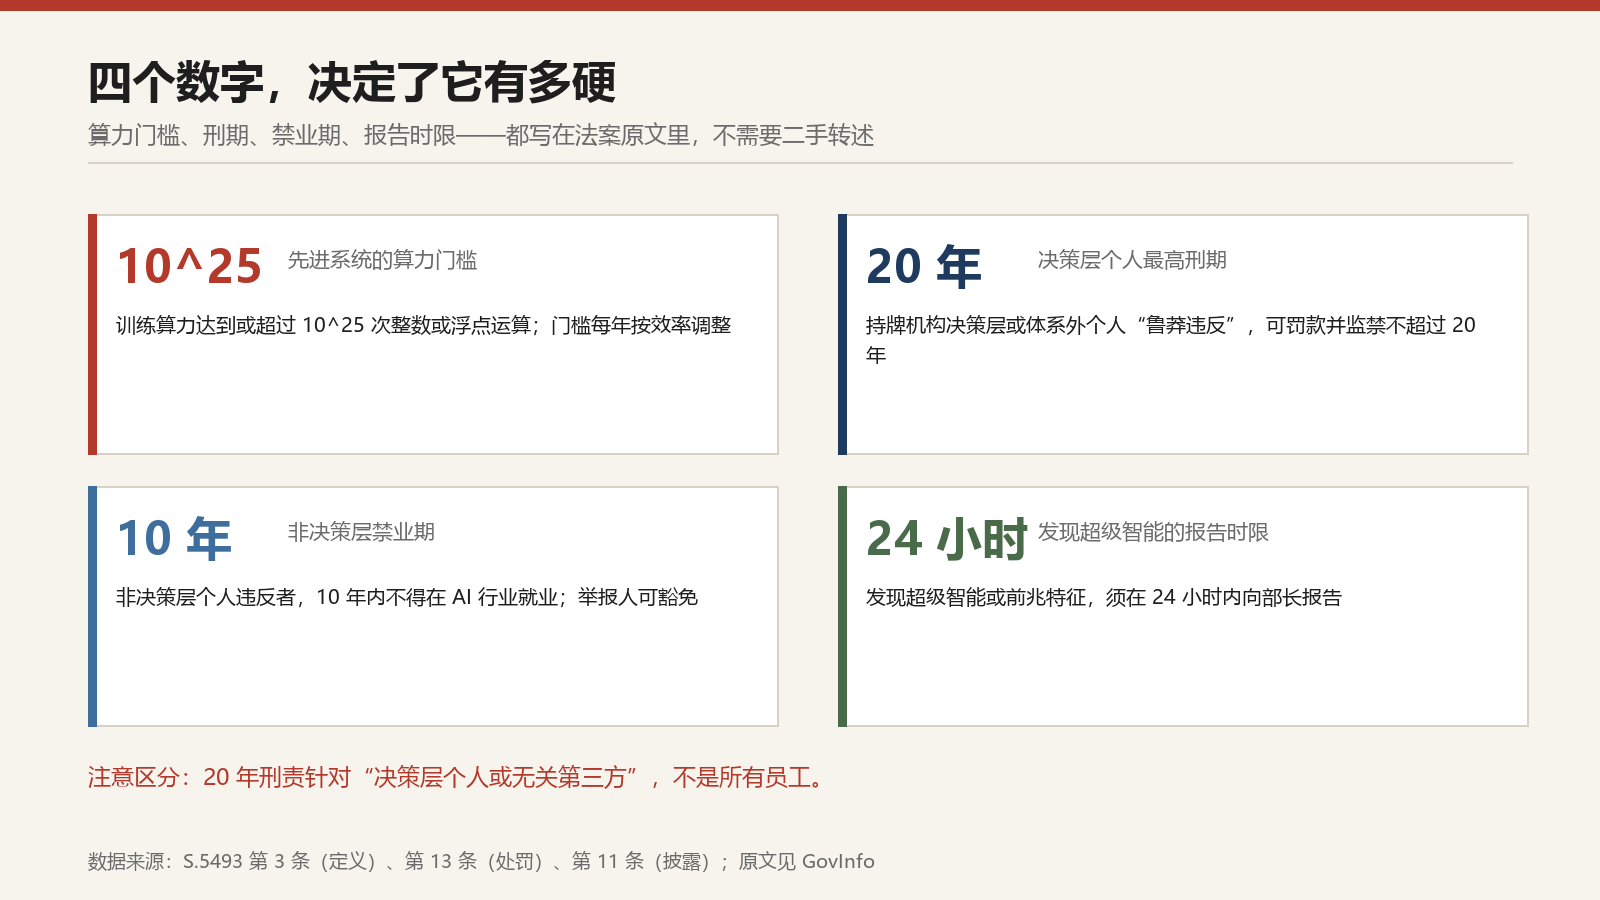 四个数字，决定了它有多硬
算力门槛、刑期、禁业期、报告时限——都写在法案原文里，不需要二手转述
10^25 先进系统的算力门槛
训练算力达到或超过 10^25 次整数或浮点运算；门槛每年按效率调整
20 年 决策层个人最高刑期
持牌机构决策层或体系外个人“鲁莽违反”，可罚款并监禁不超过 20
年
10 年 非决策层禁业期
非决策层个人违反者，10 年内不得在 AI 行业就业；举报人可豁免
24 小时 发现超级智能的报告时限
发现超级智能或前兆特征，须在 24 小时内向部长报告
注意区分：20 年刑责针对“决策层个人或无关第三方”，不是所有员工。
数据来源：S.5493 第 3 条（定义）、第 13 条（处罚）、第 11 条（披露）；原文见 GovInfo